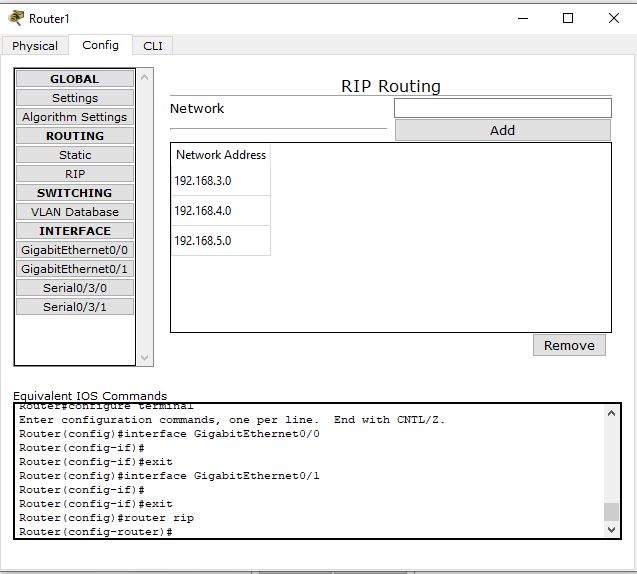 Router1
Physical
Config
CLI
GLOBAL
Settings
Algorithm Settings
ROUTING
Static
RIP
SWITCHING
VLAN Database
INTERFACE
GigabitEthernet0/0
GigabitEthernet0/1
Serial0/3/0
Serial0/3/1
RIP Routing
Network
Add
Network Address
192.168.3.0
192.168.4.0
192.168.5.0
Remove
Equivalent IOS Commands
Router#configure terminal
Enter configuration commands, one per line.  End with CNTL/Z.
Router(config)#interface GigabitEthernet0/0
Router(config-if)#
Router(config-if)#exit
Router(config)#interface GigabitEthernet0/1
Router(config-if)#
Router(config-if)#exit
Router(config)#router rip
Router(config-router)#